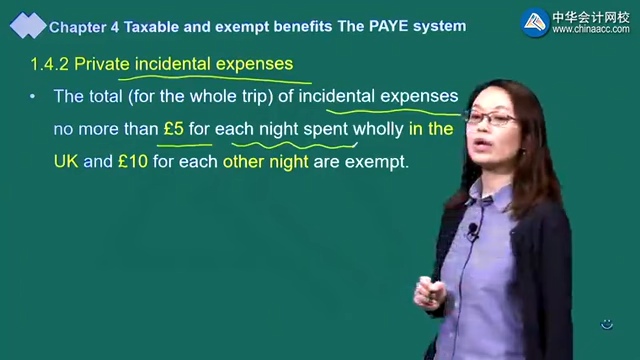 Chapter 4 Taxable and exempt benefits The PAYE system
中华会计网校
www.chinaacc.com
1.4.2 Private incidental expenses
• The total (for the whole trip) of incidental expenses
no more than £5 for each night spent wholly in the
UK and £10 for each other night are exempt.